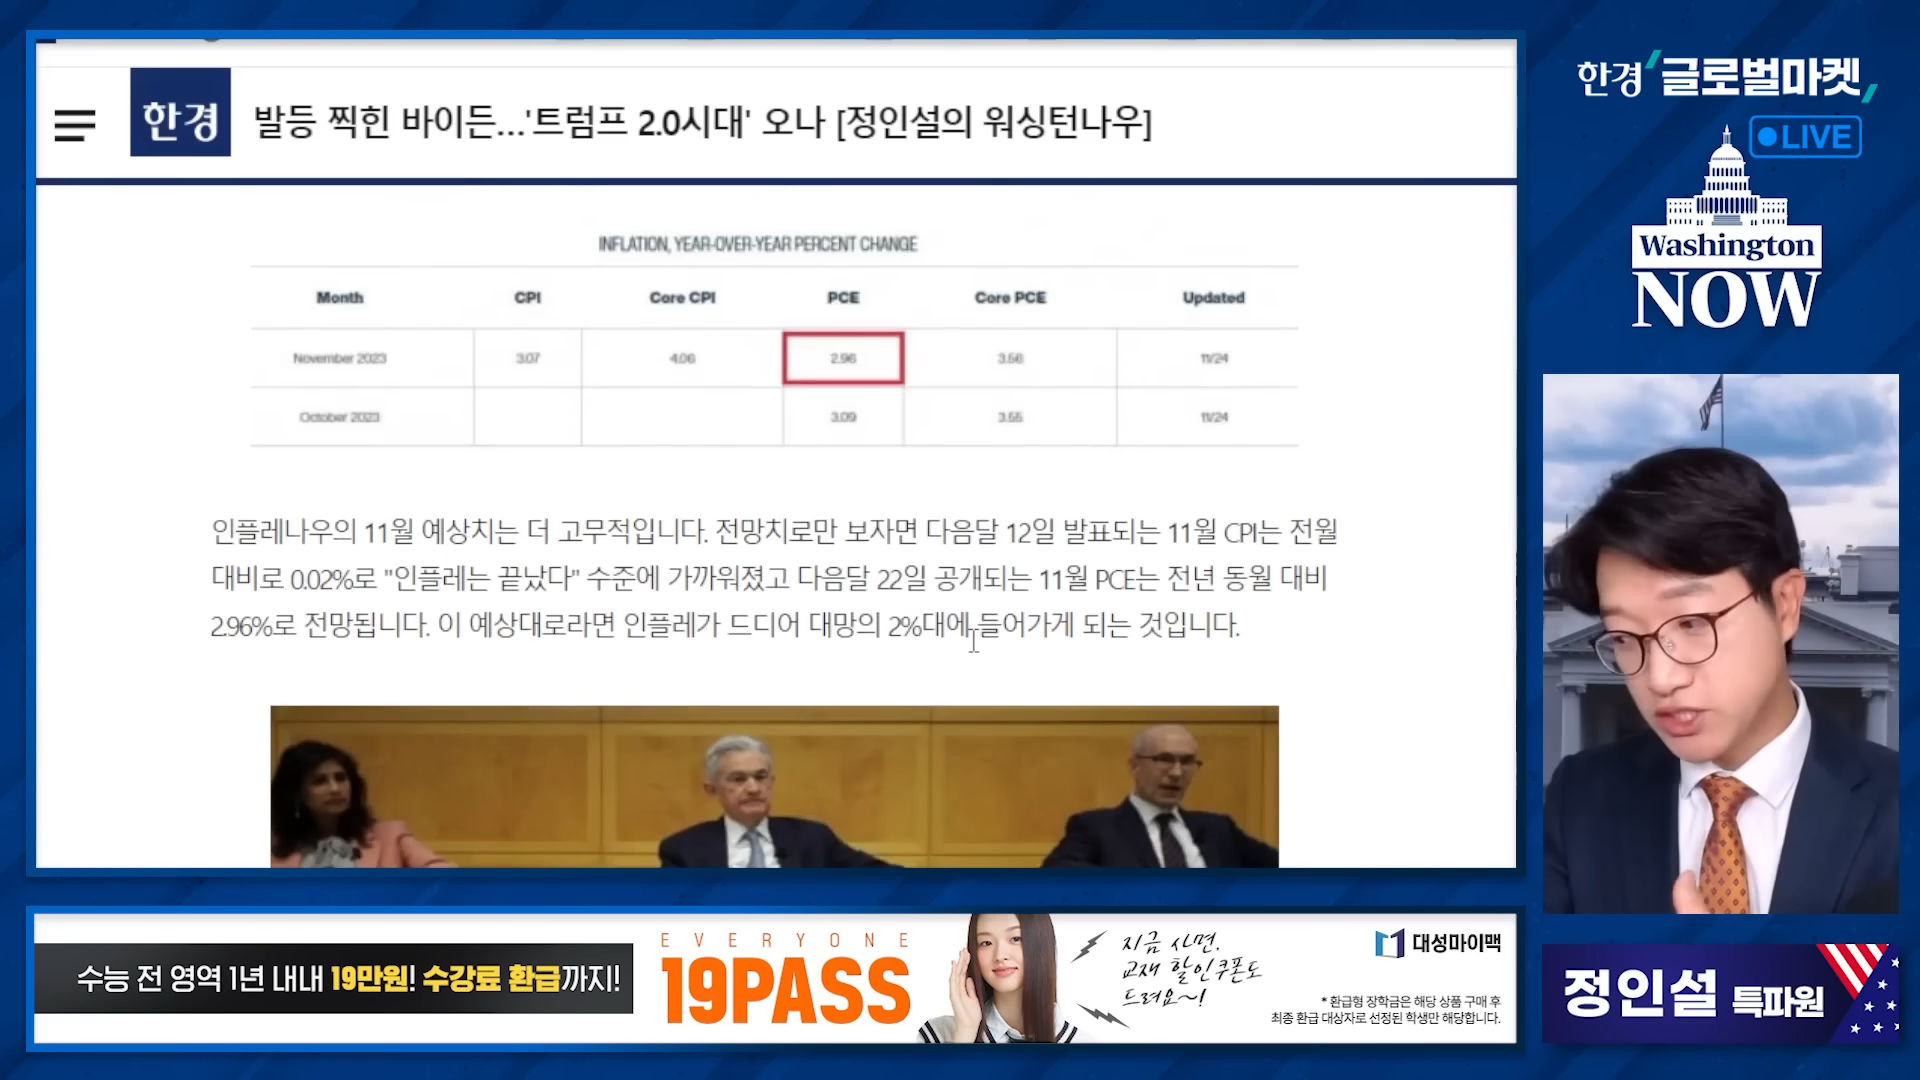 한경
발등 찍힌 바이든...'트럼프 2.0시대' 오나 [정인설의 워싱턴나우]
INFLATION, YEAR-OVER-YEAR PERCENT CHANGE
Month CPI Core CPI PCE Core PCE Updated
November 2023 3.07 4.06 2.96 3.56 11/24
October 2023 3.09 3.55 11/24
인플레나우의 11월 예상치는 더 고무적입니다. 전망치로만 보자면 다음달 12일 발표되는 11월 CPI는 전월
대비로 0.02%로 "인플레는 끝났다" 수준에 가까워졌고 다음달 22일 공개되는 11월 PCE는 전년 동월 대비
2.96%로 전망됩니다. 이 예상대로라면 인플레가 드디어 대망의 2%대에 들어가게 되는 것입니다.
한경 글로벌마켓
LIVE
Washington
NOW
정인설 특파원
수능 전 영역 1년 내내 19만원! 수강료 환급까지!
EVERYONE
19PASS
지금 사면,
교재 할인쿠폰도
드려요~!
대성마이맥
* 환급형 장학금은 해당 상품 구매 후
최종 환급 대상자로 선정된 학생만 해당합니다.